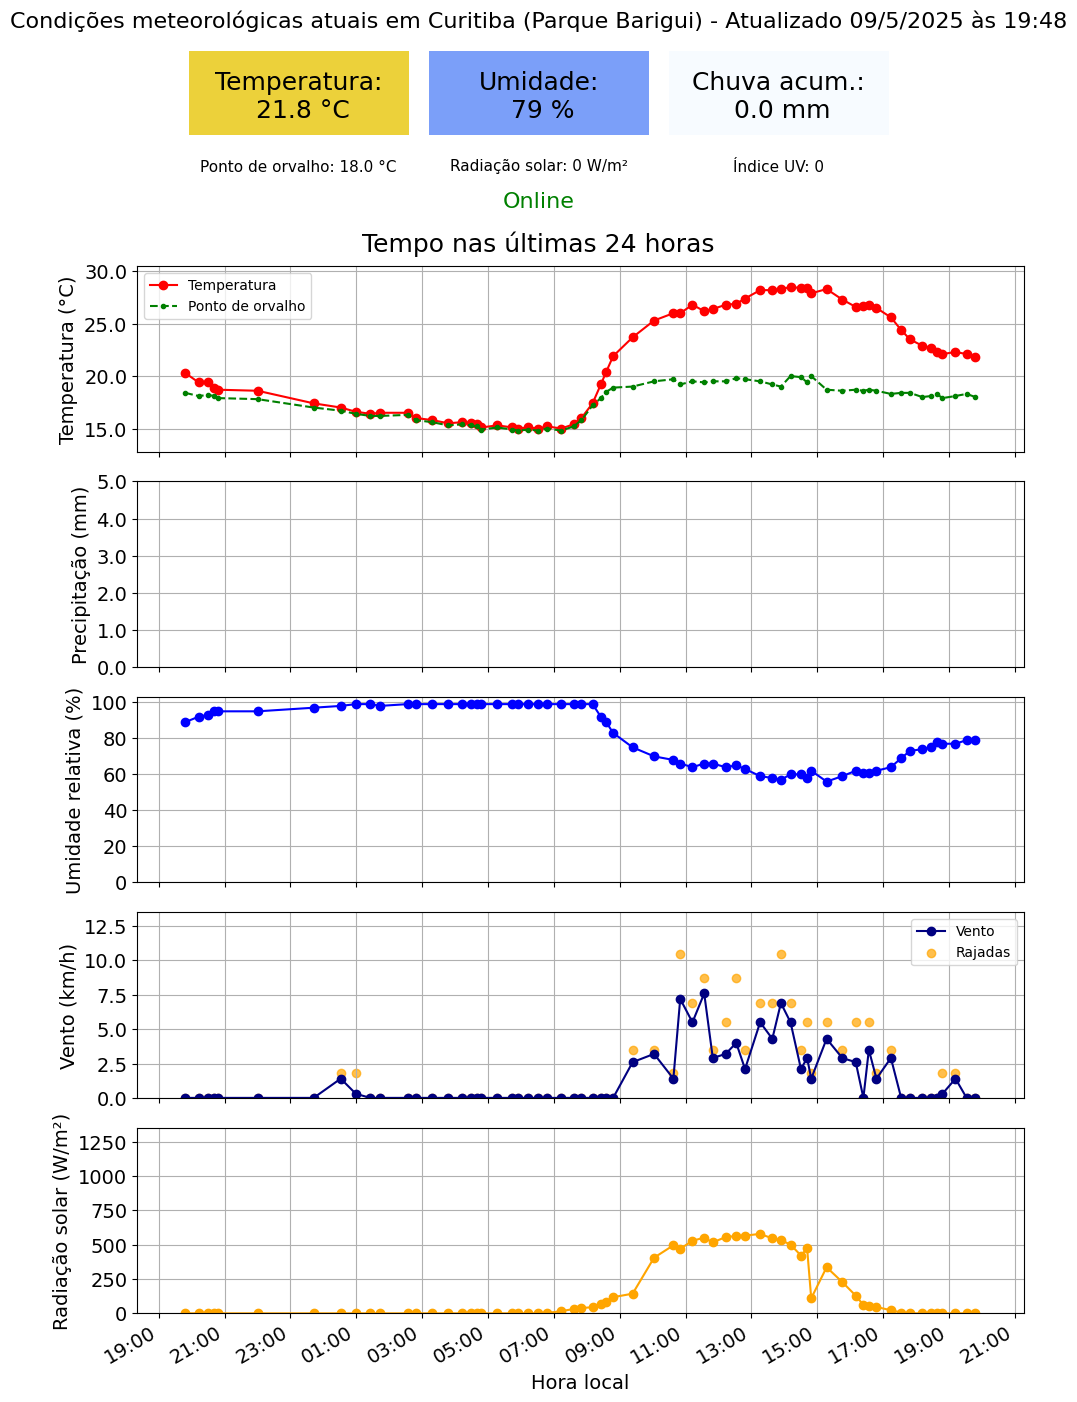 Condições meteorológicas atuais em Curitiba (Parque Barigui) - Atualizado 09/5/2025 às 19:48
Temperatura:
21.8 °C
Umidade:
79 %
Chuva acum.:
0.0 mm
Ponto de orvalho: 18.0 °C
Radiação solar: 0 W/m²
Índice UV: 0
Online
Tempo nas últimas 24 horas
Temperatura (°C)
30.0
25.0
20.0
15.0
Temperatura
Ponto de orvalho
Precipitação (mm)
5.0
4.0
3.0
2.0
1.0
0.0
Umidade relativa (%)
100
80
60
40
20
0
Vento (km/h)
12.5
10.0
7.5
5.0
2.5
0.0
Vento
Rajadas
Radiação solar (W/m²)
1250
1000
750
500
250
0
19:00
21:00
23:00
01:00
03:00
05:00
07:00
09:00
11:00
13:00
15:00
17:00
19:00
21:00
Hora local